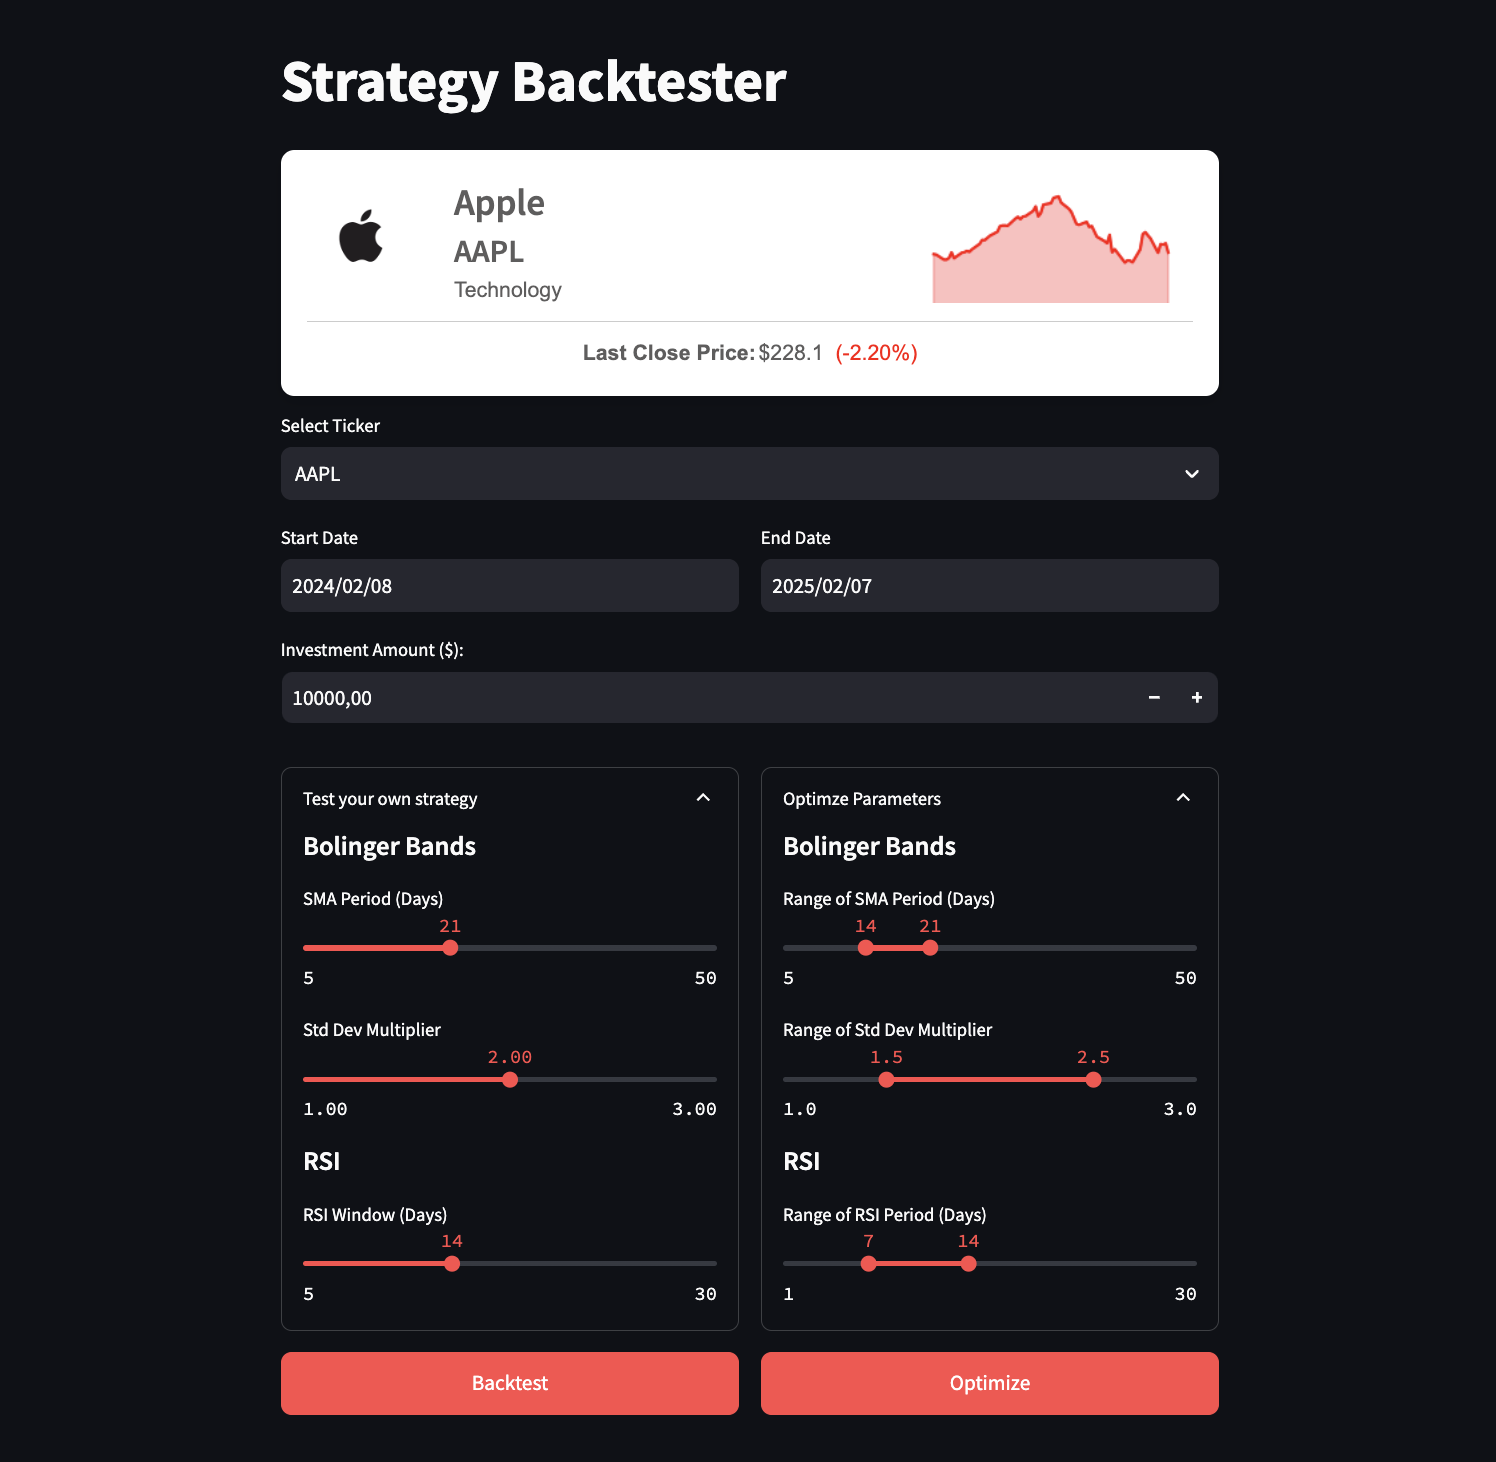 Strategy Backtester
Apple
AAPL
Technology
Last Close Price: $228.1 (-2.20%)
Select Ticker
AAPL
Start Date
End Date
2024/02/08
2025/02/07
Investment Amount ($):
10000,00
− +
Test your own strategy
Bolinger Bands
SMA Period (Days)
21
5 50
Std Dev Multiplier
2.00
1.00 3.00
RSI
RSI Window (Days)
14
5 30
Backtest
Optimze Parameters
Bolinger Bands
Range of SMA Period (Days)
14 21
5 50
Range of Std Dev Multiplier
1.5 2.5
1.0 3.0
RSI
Range of RSI Period (Days)
7 14
1 30
Optimize